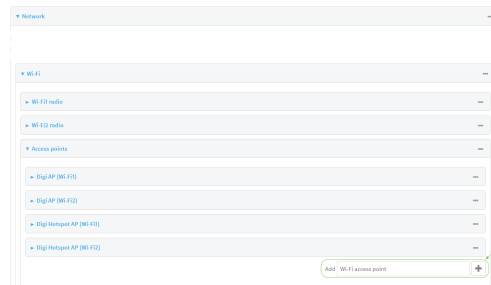 Network
Wi-Fi
Wi-Fi1 radio
Wi-Fi2 radio
Access points
Digi AP (Wi-Fi1)
Digi AP (Wi-Fi2)
Digi Hotspot AP (Wi-Fi1)
Digi Hotspot AP (Wi-Fi2)
Add Wi-Fi access point